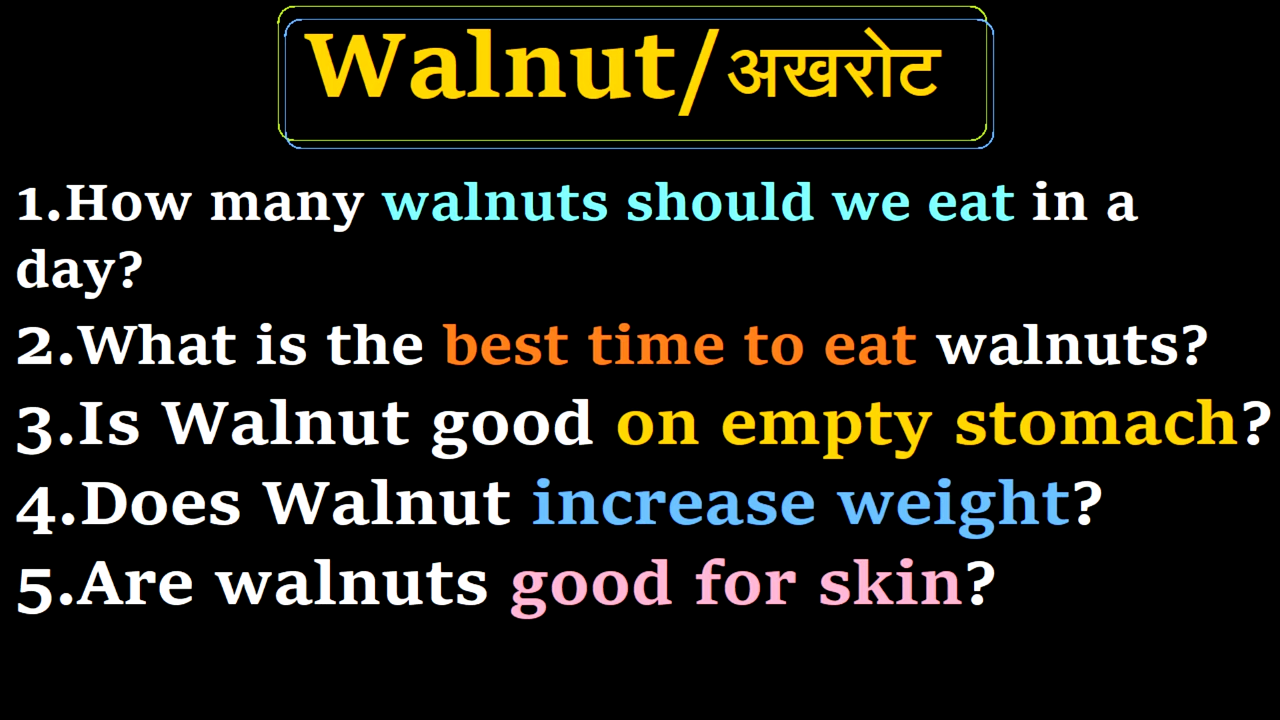 Walnut/अखरोट
1.How many walnuts should we eat in a
day?
2.What is the best time to eat walnuts?
3.Is Walnut good on empty stomach?
4.Does Walnut increase weight?
5.Are walnuts good for skin?